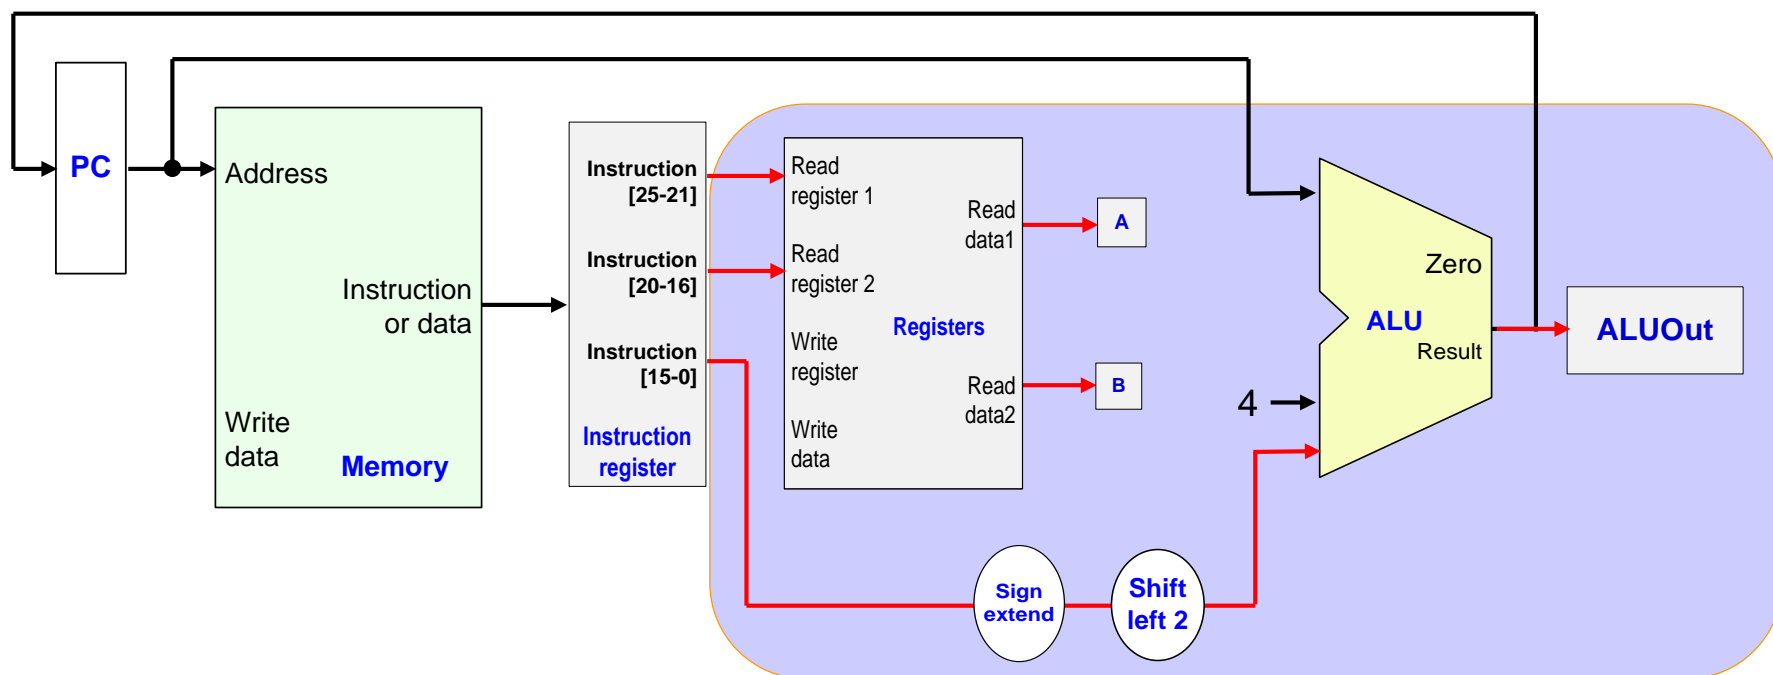 PC
Address
Instruction
or data
Write
data
Memory
Instruction
[25-21]
Instruction
[20-16]
Instruction
[15-0]
Instruction
register
Read
register 1
Read
register 2
Write
register
Write
data
Registers
Read
data1
Read
data2
A
B
Sign
extend
Shift
left 2
4
Zero
ALU
Result
ALUOut